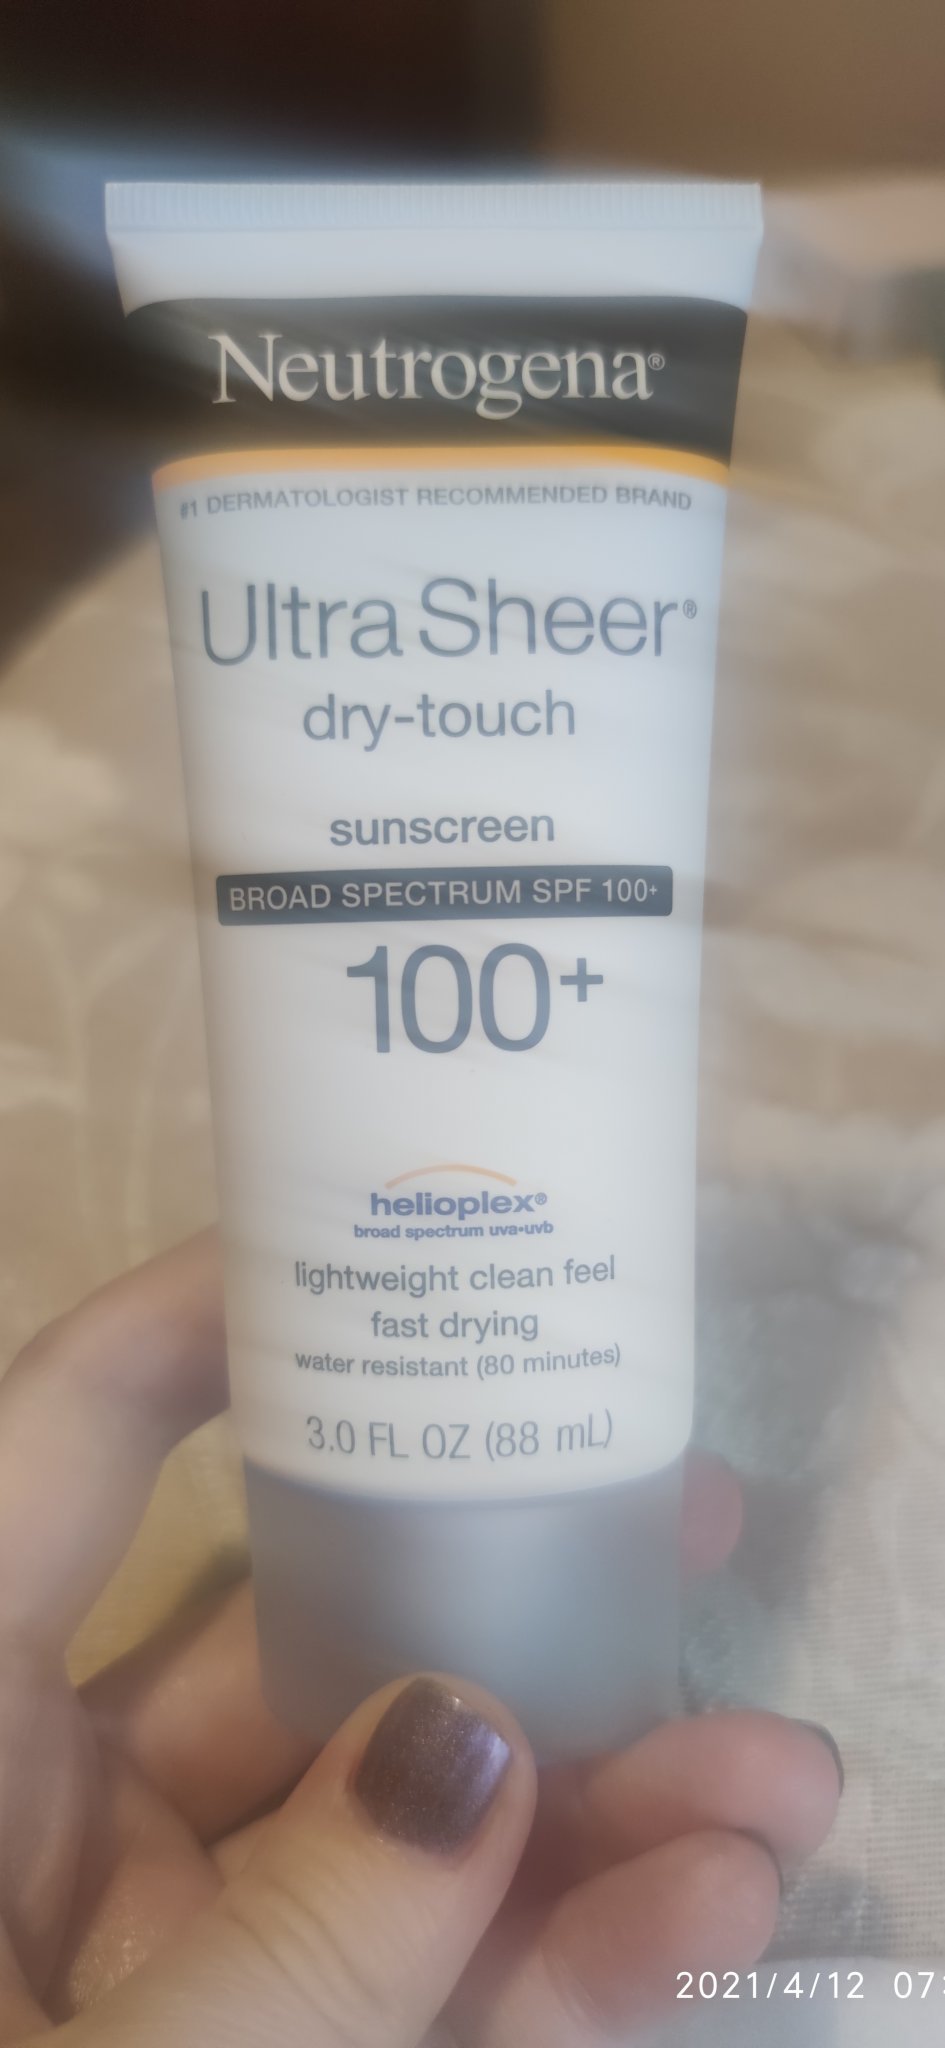 Neutrogena®
#1 DERMATOLOGIST RECOMMENDED BRAND
Ultra Sheer®
dry-touch
sunscreen
BROAD SPECTRUM SPF 100+
100+
helioplex®
broad spectrum uva•uvb
lightweight clean feel
fast drying
water resistant (80 minutes)
3.0 FL OZ (88 mL)
2021/4/12 07: